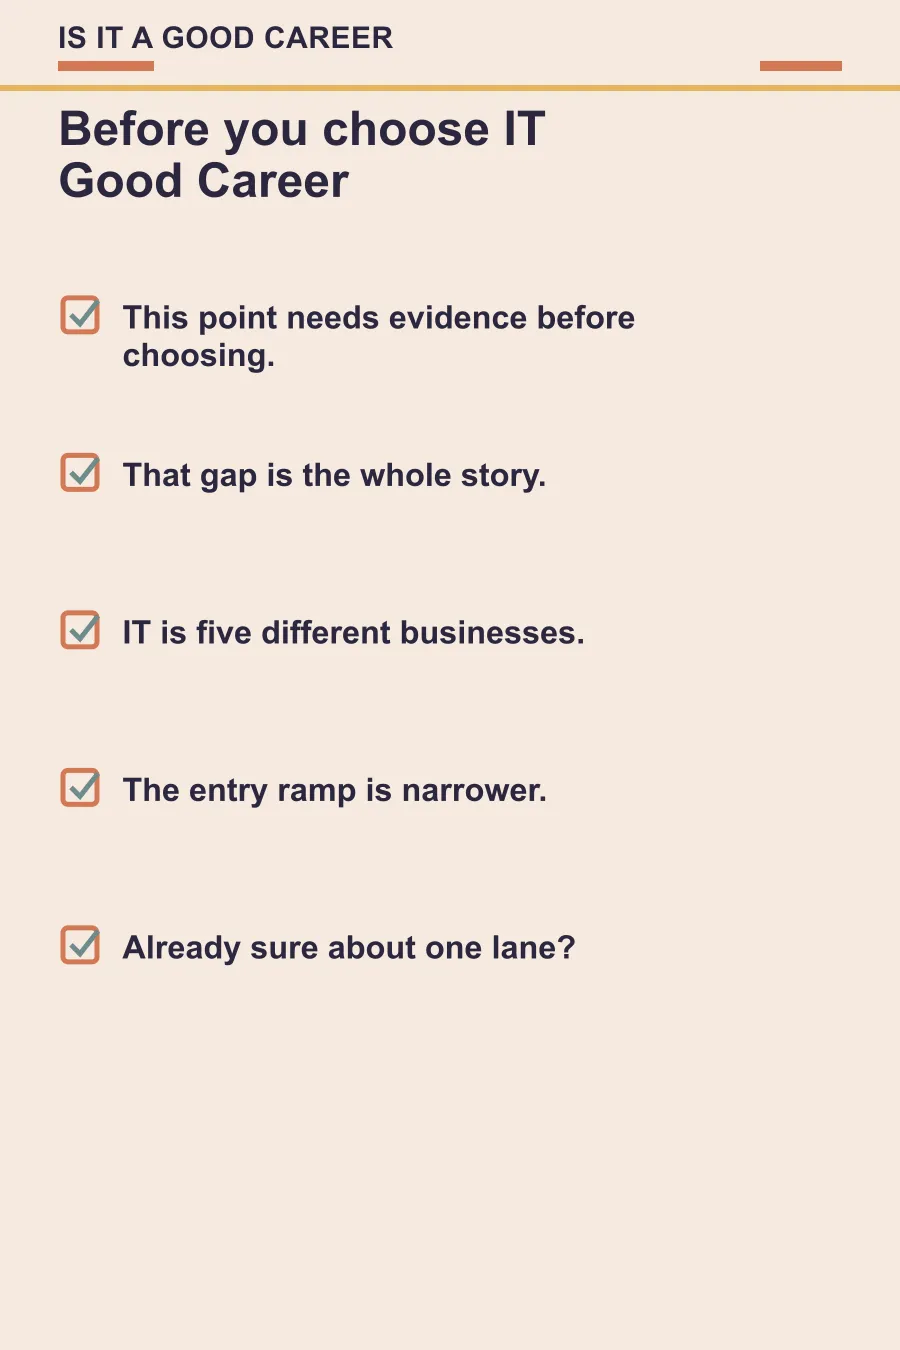 IS IT A GOOD CAREER
Before you choose IT
Good Career
This point needs evidence before
choosing.
That gap is the whole story.
IT is five different businesses.
The entry ramp is narrower.
Already sure about one lane?